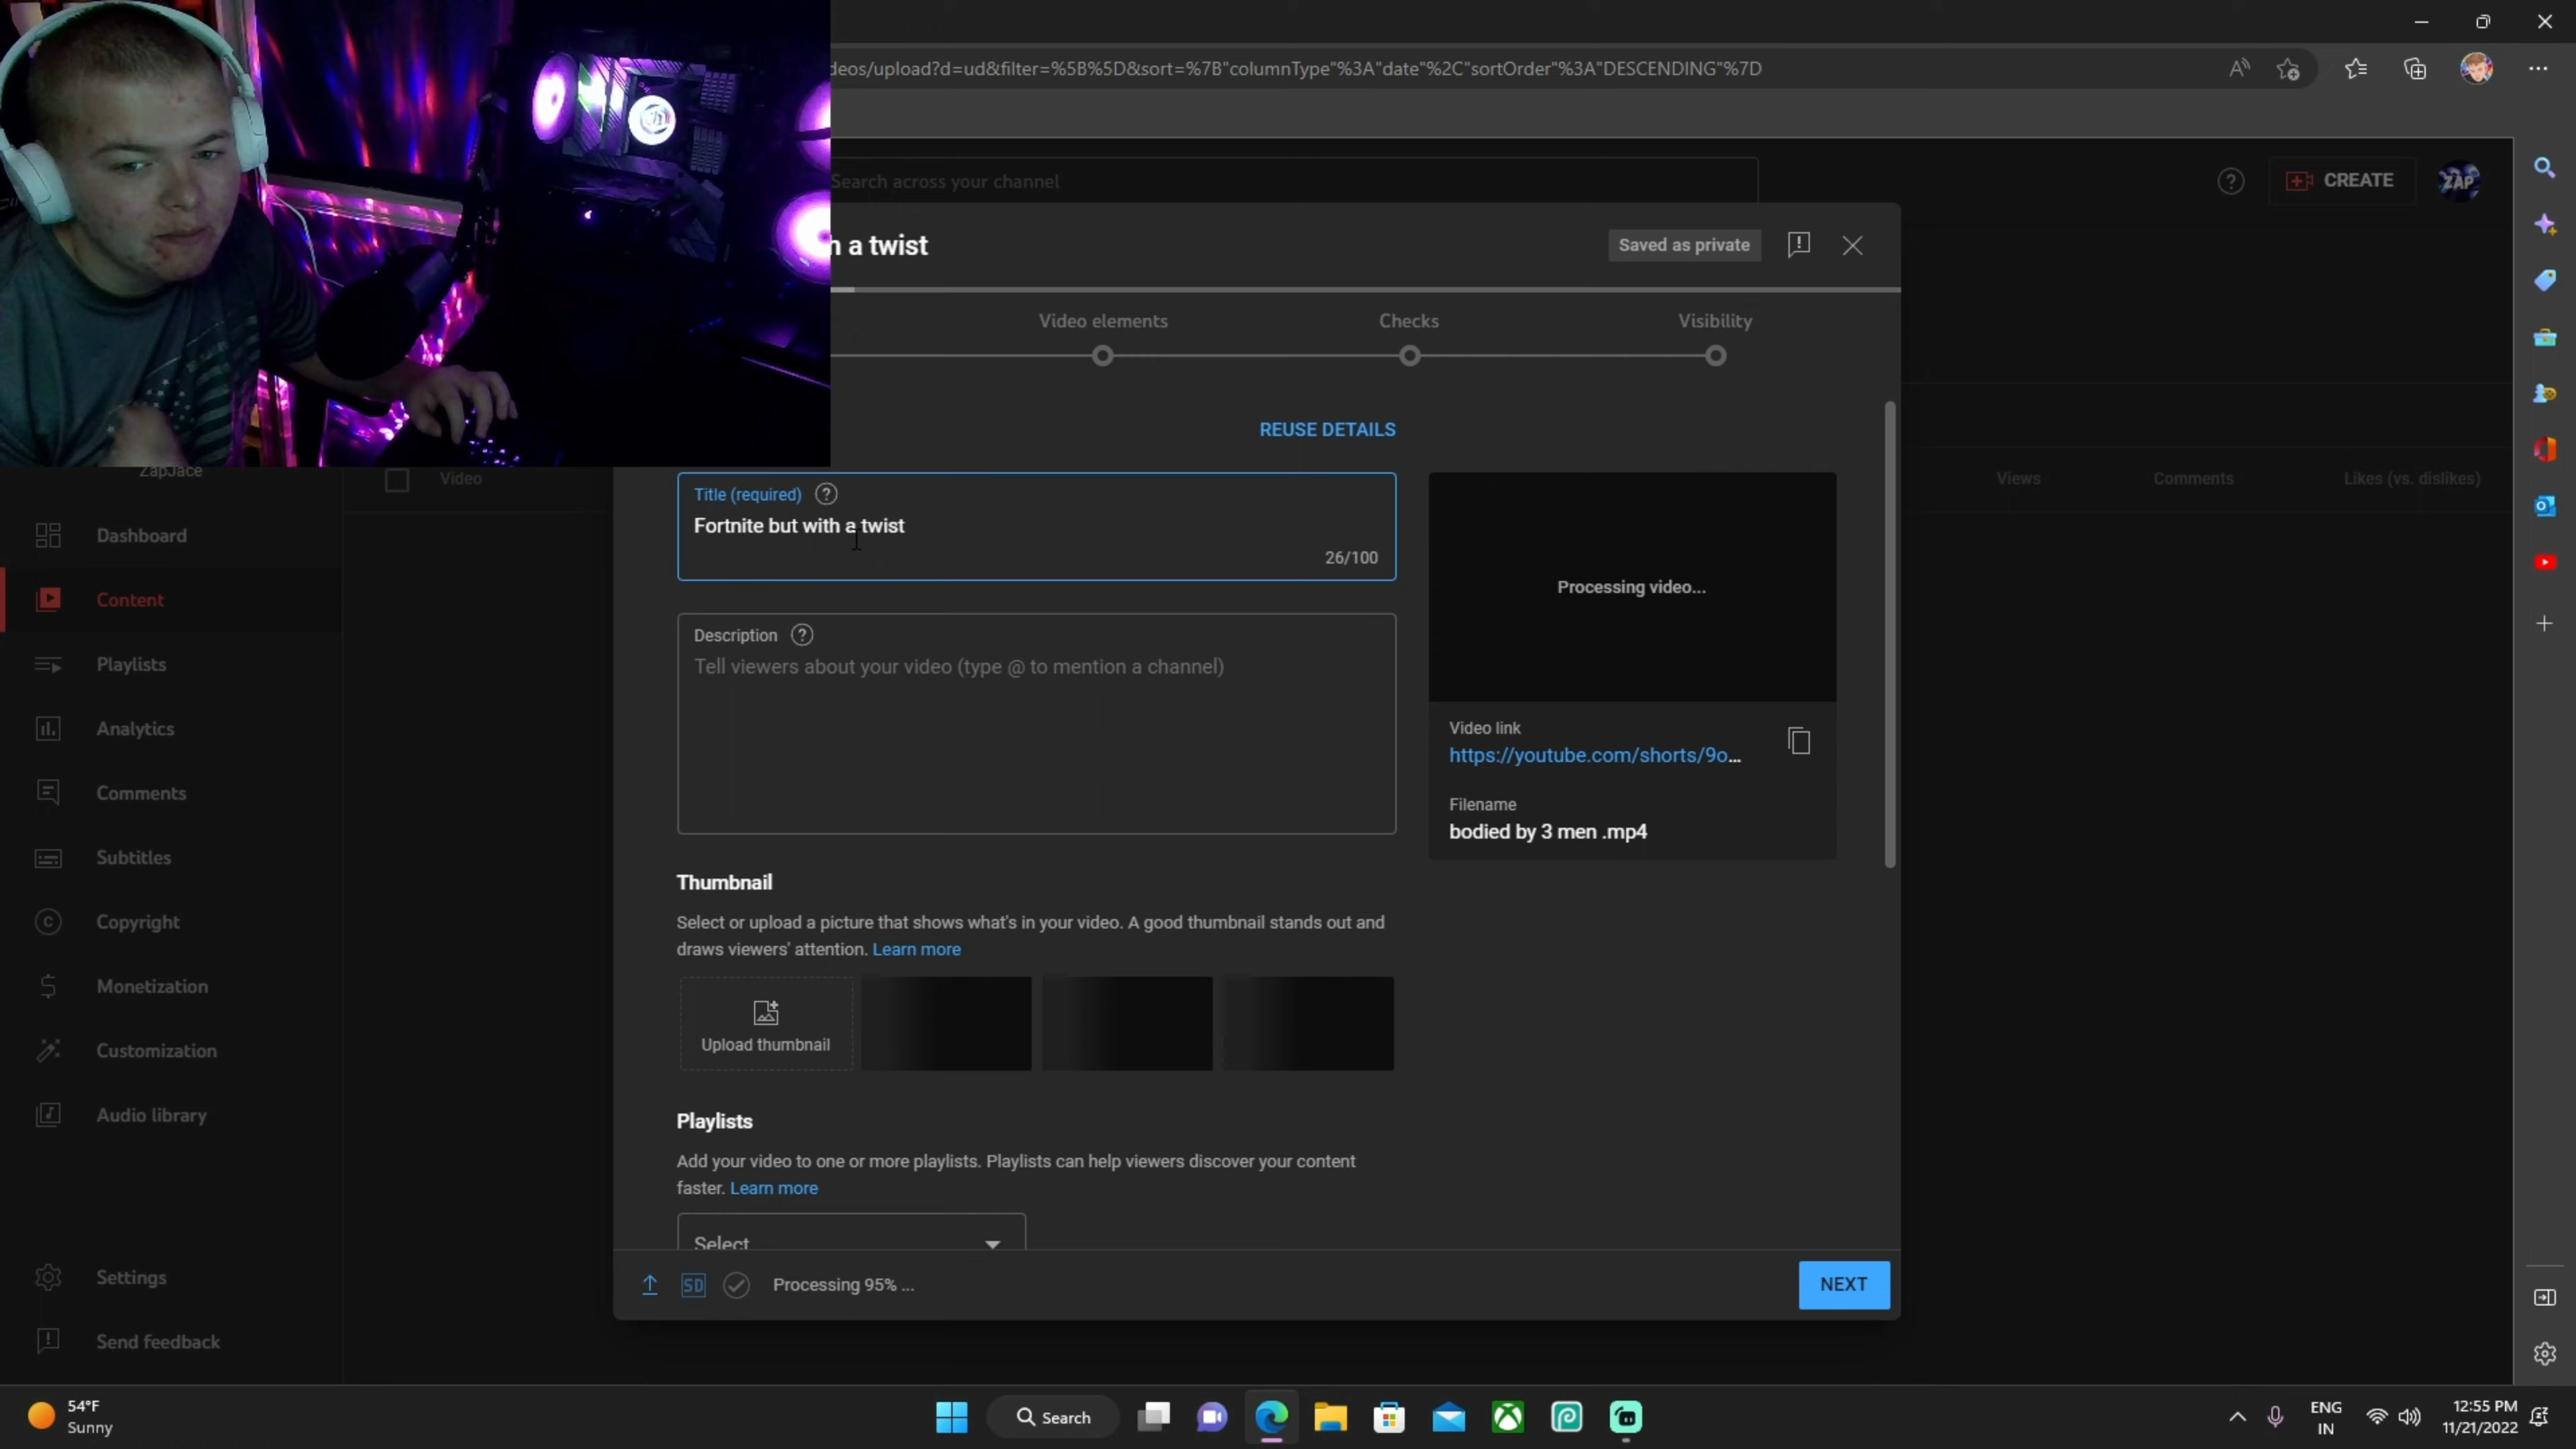 deos/upload?d=ud&filter=%5B%5D&sort=%7B"columnType"%3A"date"%2C"sortOrder"%3A"DESCENDING"%7D
Search across your channel
CREATE
ZAP
a twist
Saved as private
Video elements
Checks
Visibility
REUSE DETAILS
ZapJace
Video
Views
Comments
Likes (vs. dislikes)
Title (required)
Fortnite but with a twist
26/100
Processing video...
Dashboard
Content
Playlists
Analytics
Comments
Subtitles
Copyright
Monetization
Customization
Audio library
Settings
Send feedback
Description
Tell viewers about your video (type @ to mention a channel)
Video link
https://youtube.com/shorts/9o...
Filename
bodied by 3 men .mp4
Thumbnail
Select or upload a picture that shows what's in your video. A good thumbnail stands out and
draws viewers' attention. Learn more
Upload thumbnail
Playlists
Add your video to one or more playlists. Playlists can help viewers discover your content
faster. Learn more
Select
SD
Processing 95% ...
NEXT
54°F
Sunny
Search
ENG
IN
12:55 PM
11/21/2022